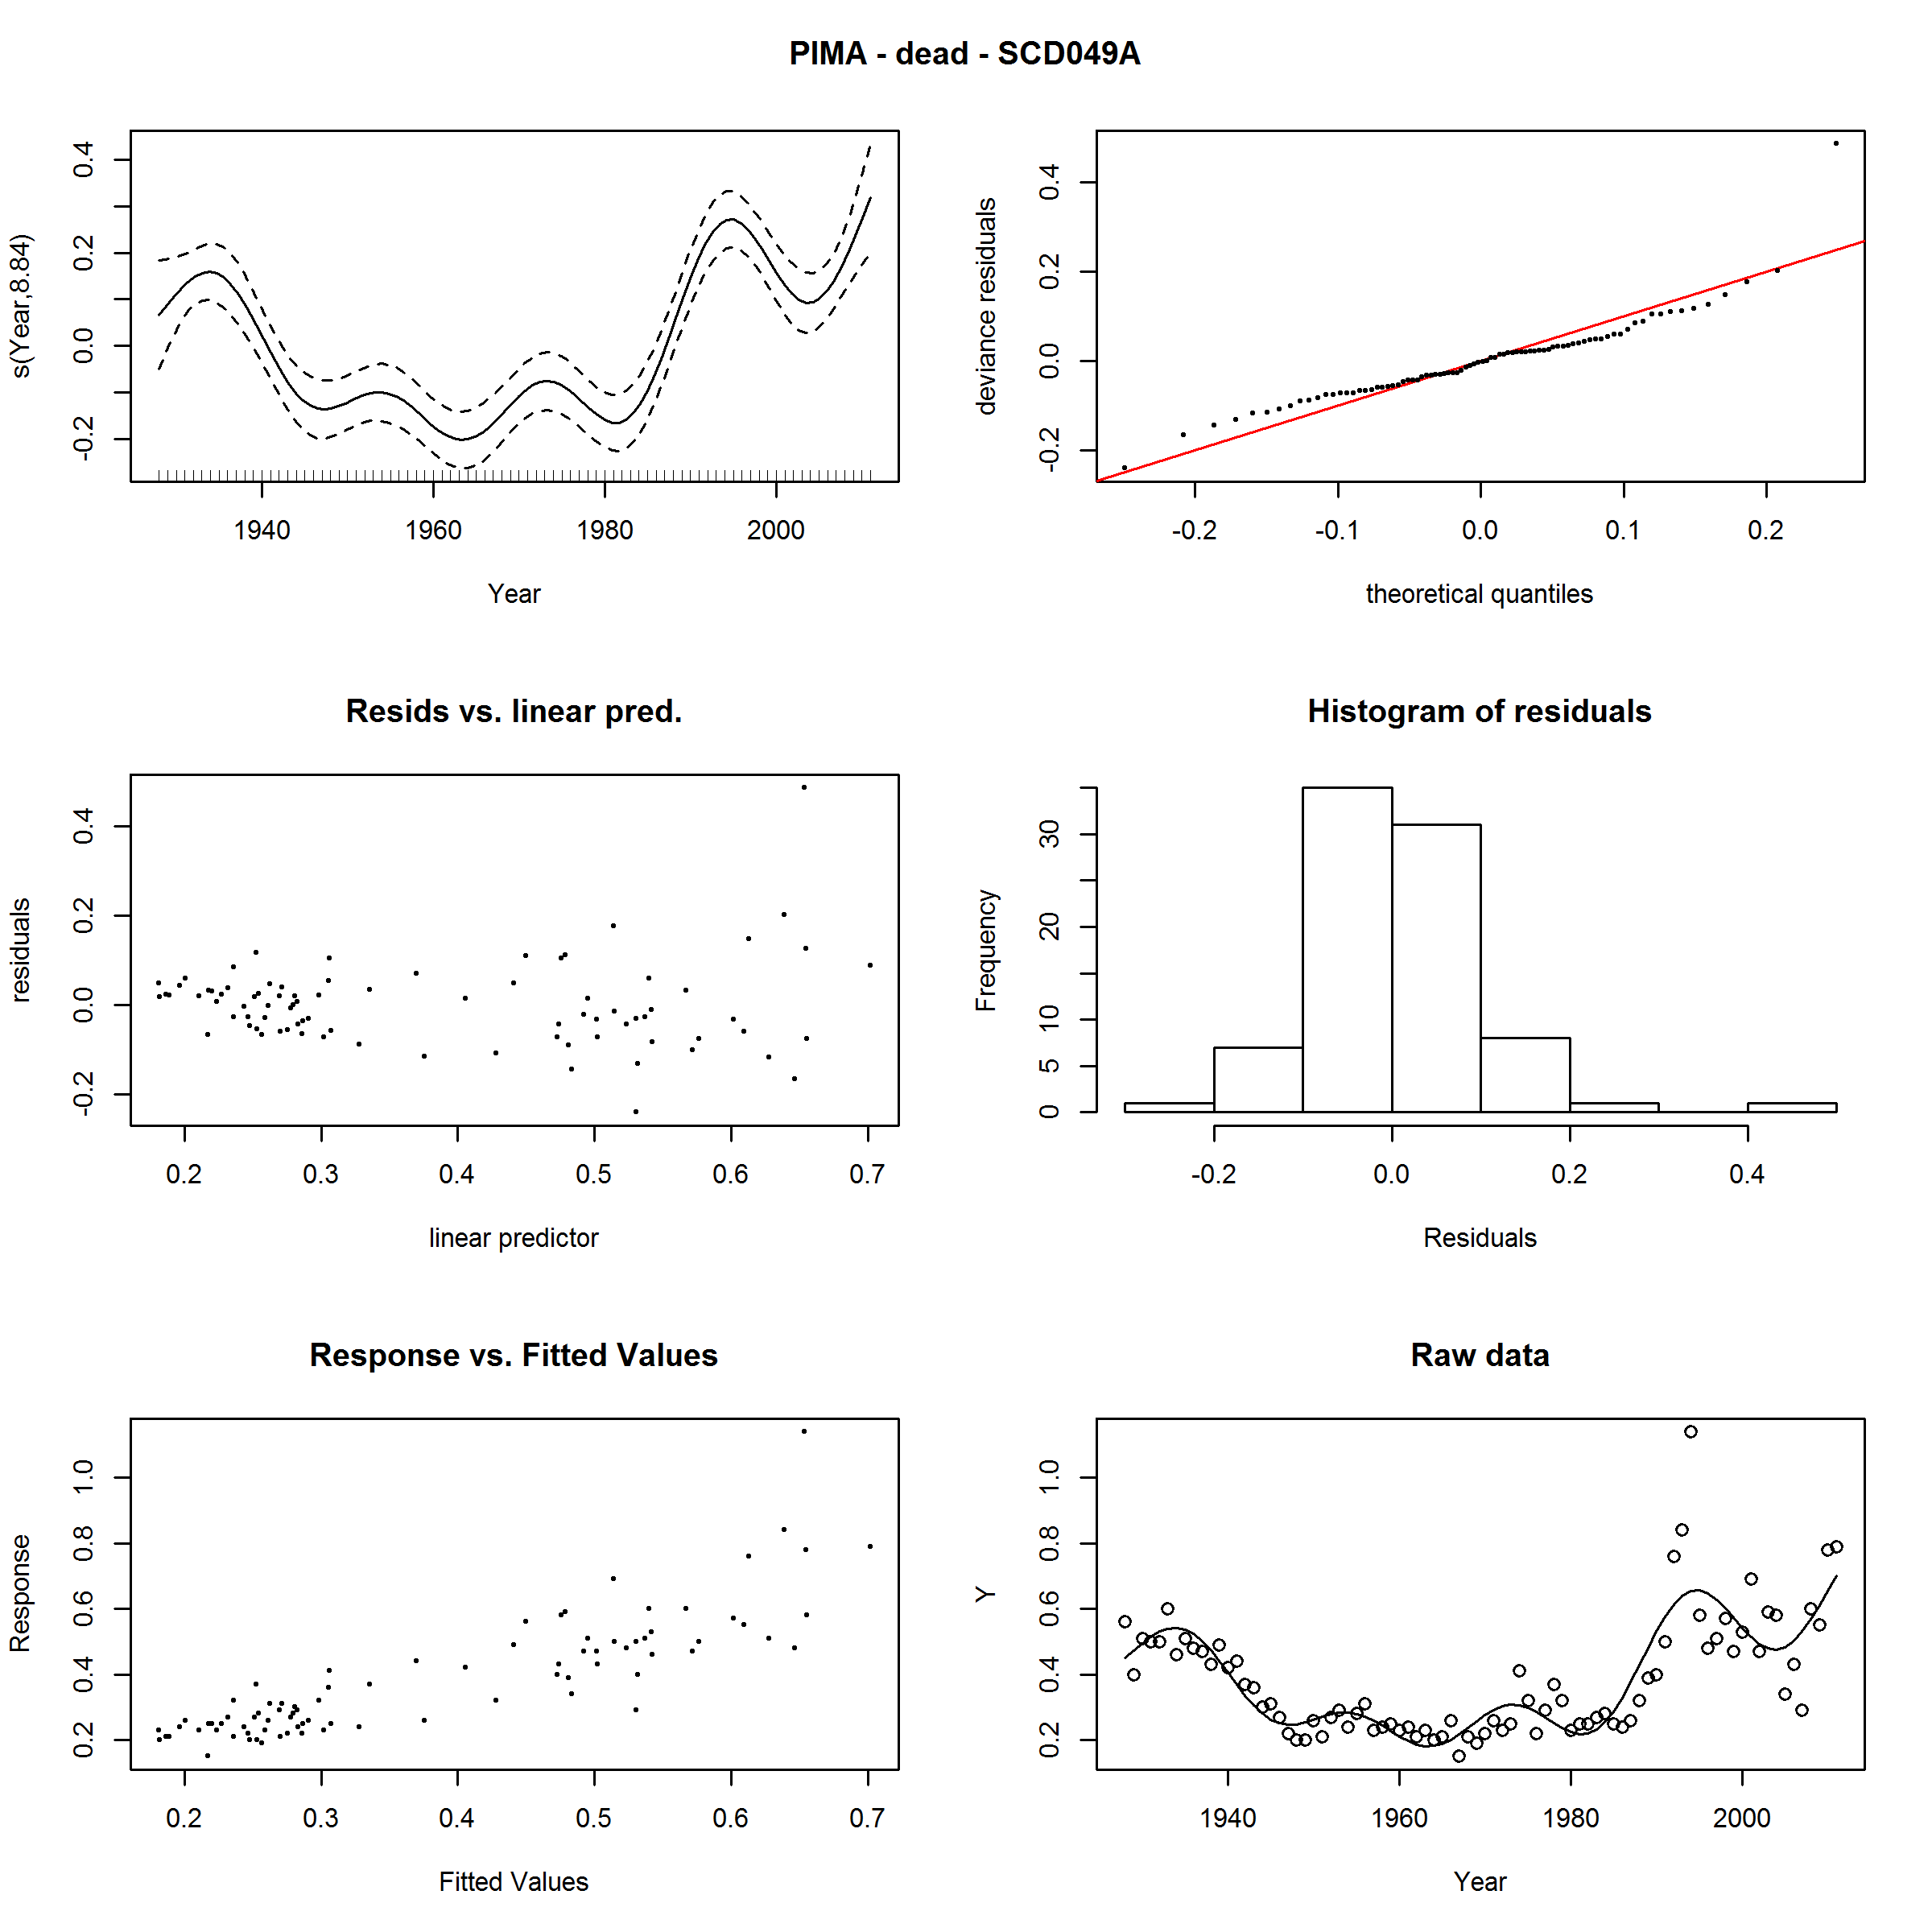 PIMA - dead - SCD049A
s(Year,8.84)
-0.2 0.0 0.2 0.4
1940 1960 1980 2000
Year
deviance residuals
-0.2 0.0 0.2 0.4
-0.2 -0.1 0.0 0.1 0.2
theoretical quantiles
Resids vs. linear pred.
residuals
-0.2 0.0 0.2 0.4
0.2 0.3 0.4 0.5 0.6 0.7
linear predictor
Histogram of residuals
Frequency
0 5 10 20 30
-0.2 0.0 0.2 0.4
Residuals
Response vs. Fitted Values
Response
0.2 0.4 0.6 0.8 1.0
0.2 0.3 0.4 0.5 0.6 0.7
Fitted Values
Raw data
Y
0.2 0.4 0.6 0.8 1.0
1940 1960 1980 2000
Year